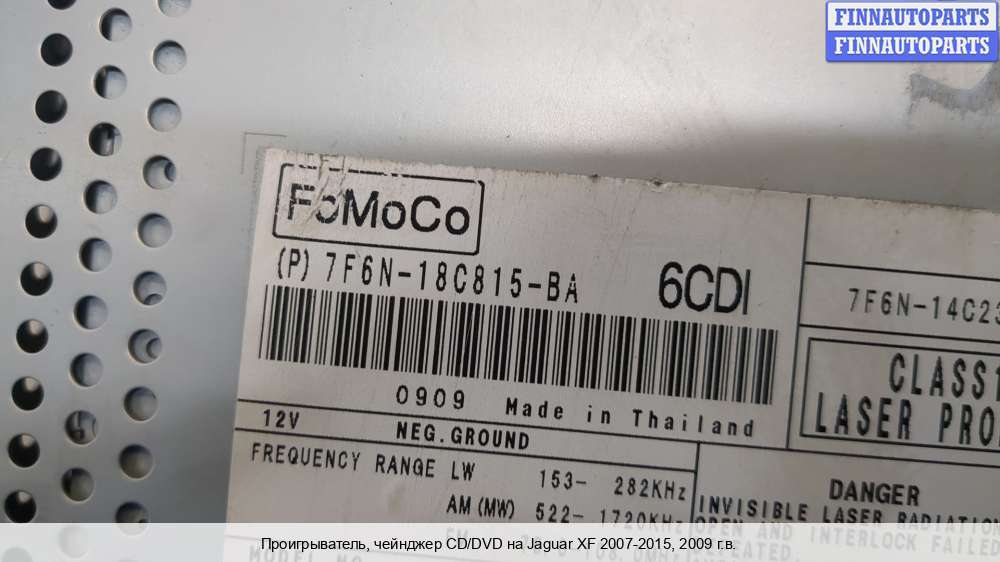 FINNAUTOPARTS
FINNAUTOPARTS
FoMoCo
(P) 7F6N-18C815-BA 6CDI
7F6N-14C23
CLASS1
LASER PRO
0909 Made in Thailand
12V NEG.GROUND
FREQUENCY RANGE LW 153- 282KHz
AM(MW) 522- 1720KHz
DANGER
INVISIBLE LASER RADIATION
OPEN AND INTERLOCK FAILED
Проигрыватель, чейнджер CD/DVD на Jaguar XF 2007-2015, 2009 г.в.